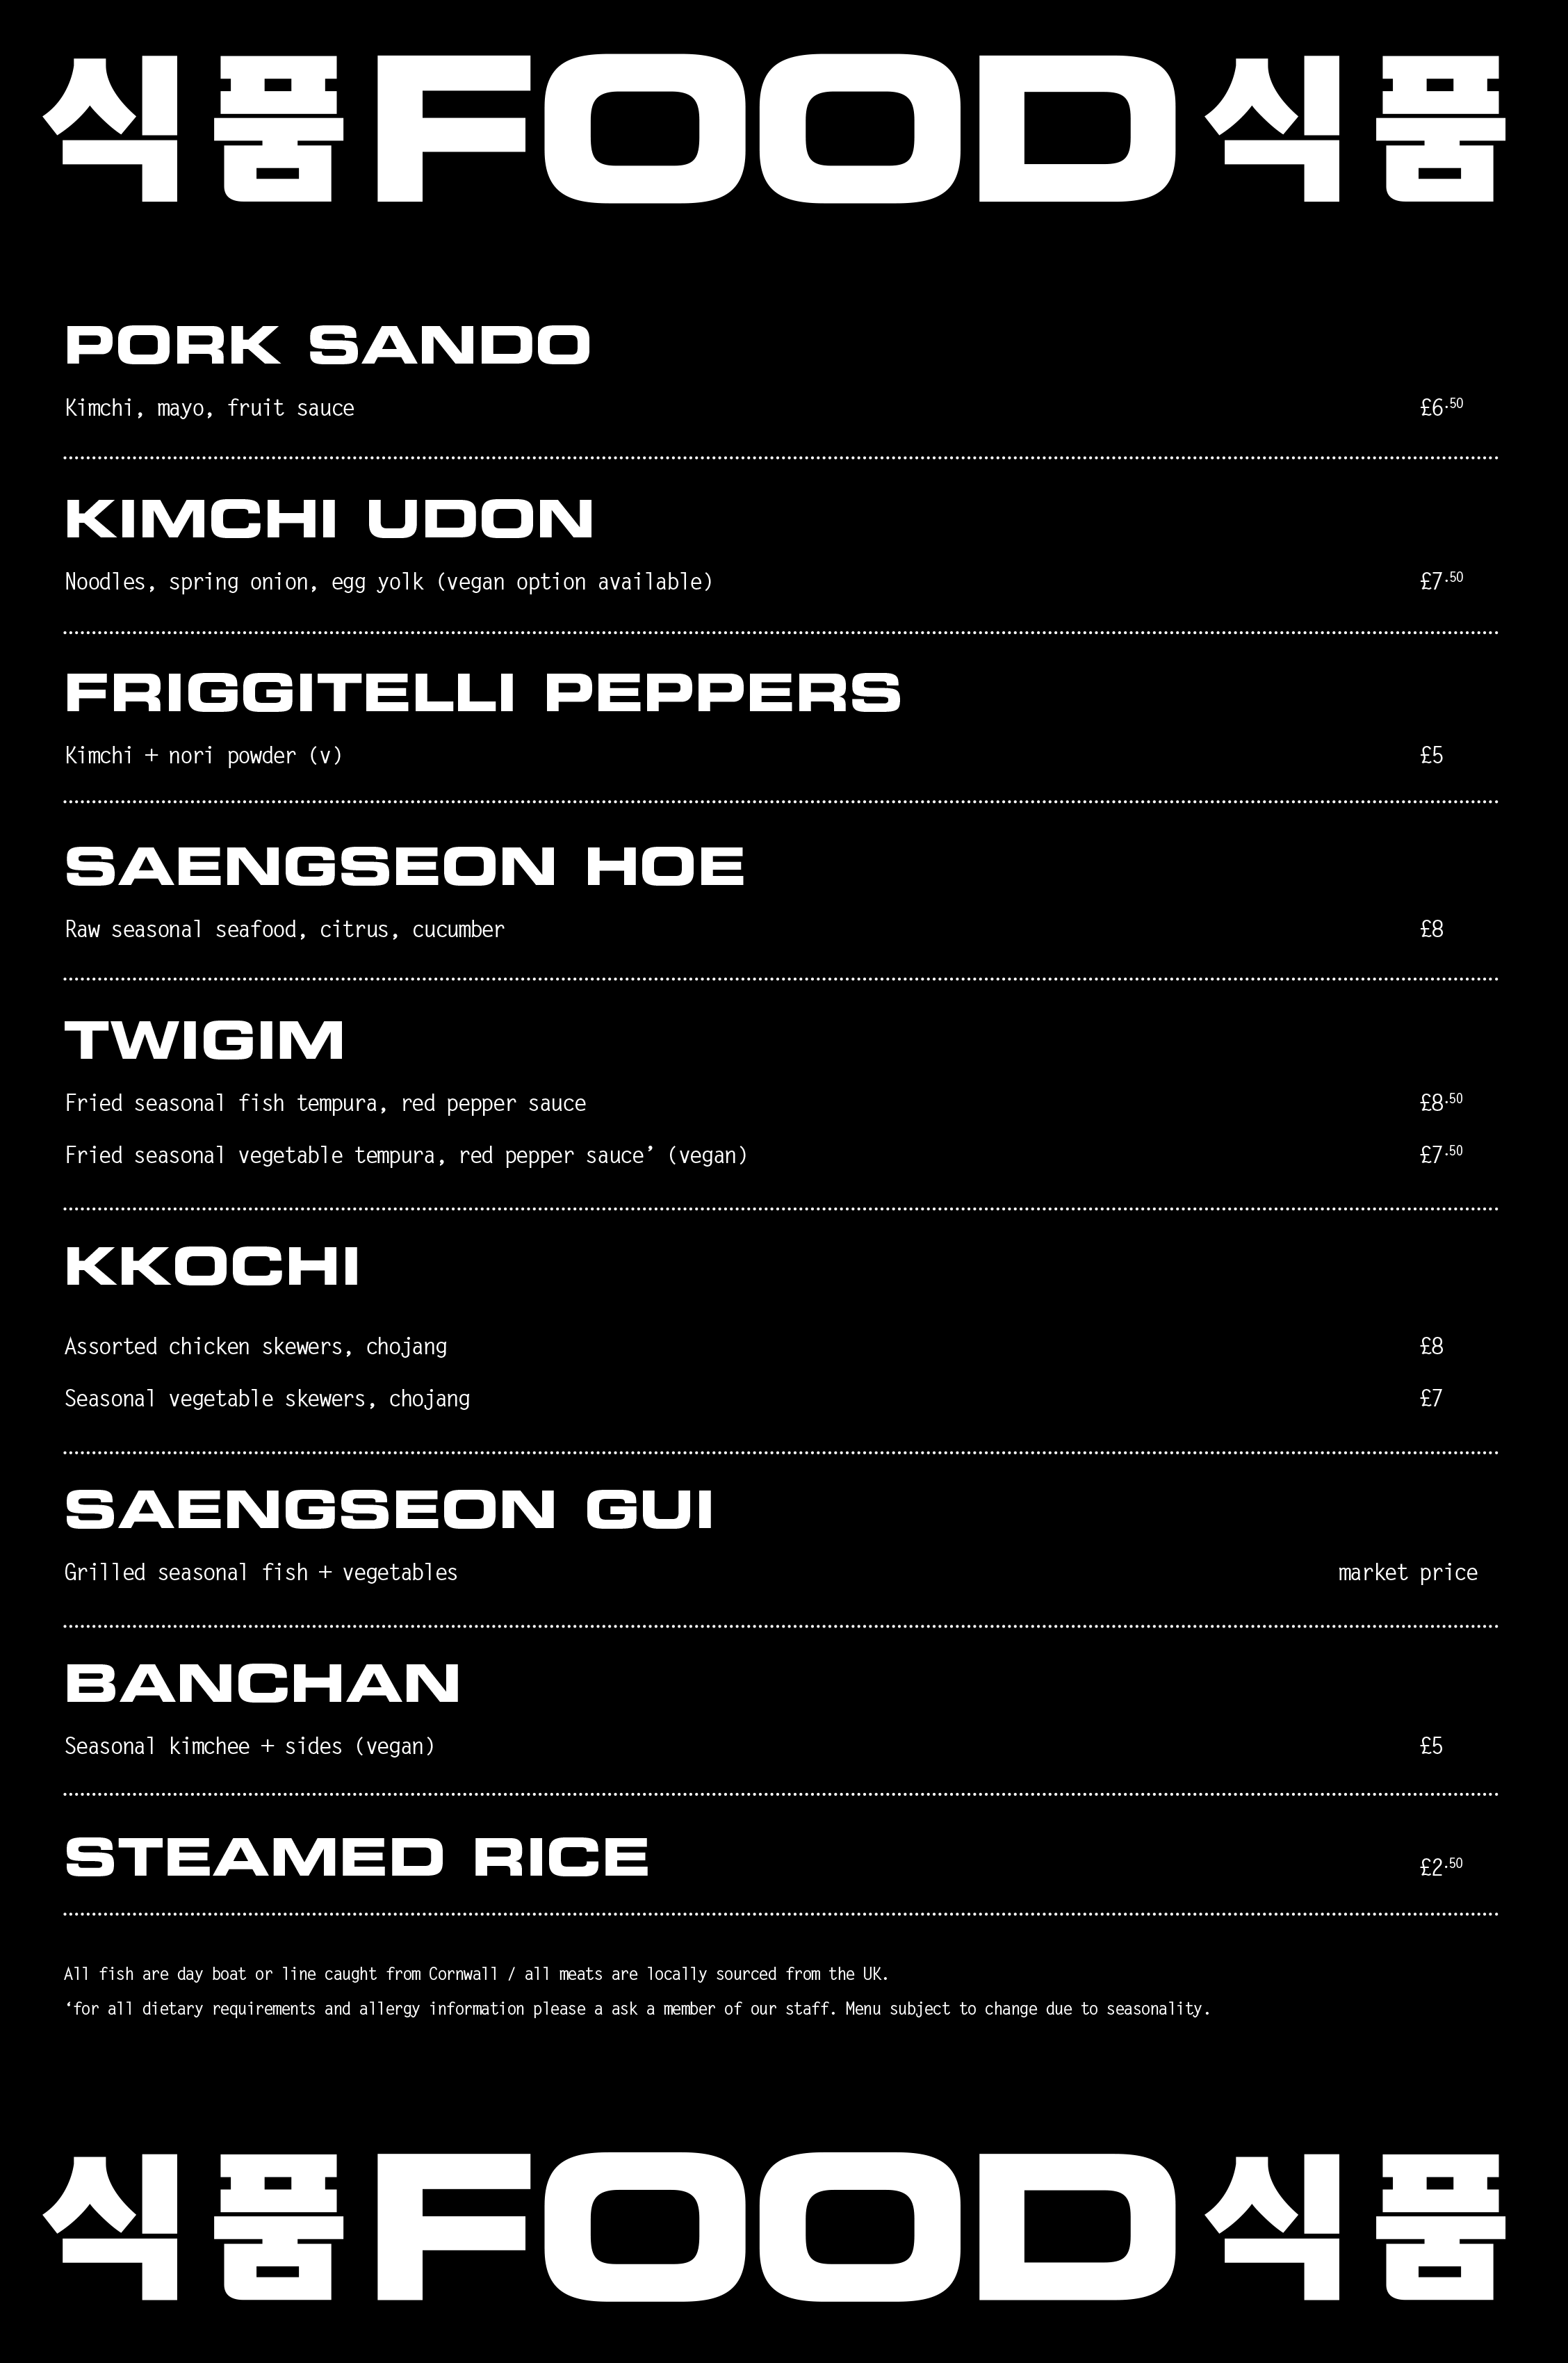 식품FOOD식품
PORK SANDO
Kimchi, mayo, fruit sauce £6.50
KIMCHI UDON
Noodles, spring onion, egg yolk (vegan option available) £7.50
FRIGGITELLI PEPPERS
Kimchi + nori powder (v) £5
SAENGSEON HOE
Raw seasonal seafood, citrus, cucumber £8
TWIGIM
Fried seasonal fish tempura, red pepper sauce £8.50
Fried seasonal vegetable tempura, red pepper sauce’ (vegan) £7.50
KKOCHI
Assorted chicken skewers, chojang £8
Seasonal vegetable skewers, chojang £7
SAENGSEON GUI
Grilled seasonal fish + vegetables market price
BANCHAN
Seasonal kimchee + sides (vegan) £5
STEAMED RICE £2.50
All fish are day boat or line caught from Cornwall / all meats are locally sourced from the UK.
‘for all dietary requirements and allergy information please a ask a member of our staff. Menu subject to change due to seasonality.
식품FOOD식품